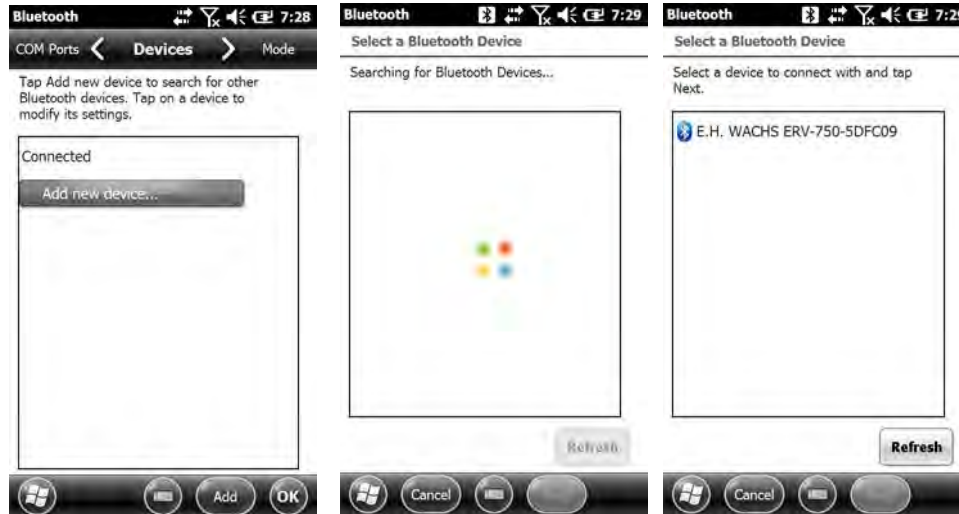 Bluetooth 7:28
COM Ports Devices Mode
Tap Add new device to search for other
Bluetooth devices. Tap on a device to
modify its settings.
Connected
Add new device...
Add OK
Bluetooth 7:29
Select a Bluetooth Device
Searching for Bluetooth Devices...
Refresh
Cancel
Bluetooth 7:29
Select a Bluetooth Device
Select a device to connect with and tap
Next.
E.H. WACHS ERV-750-5DFC09
Refresh
Cancel